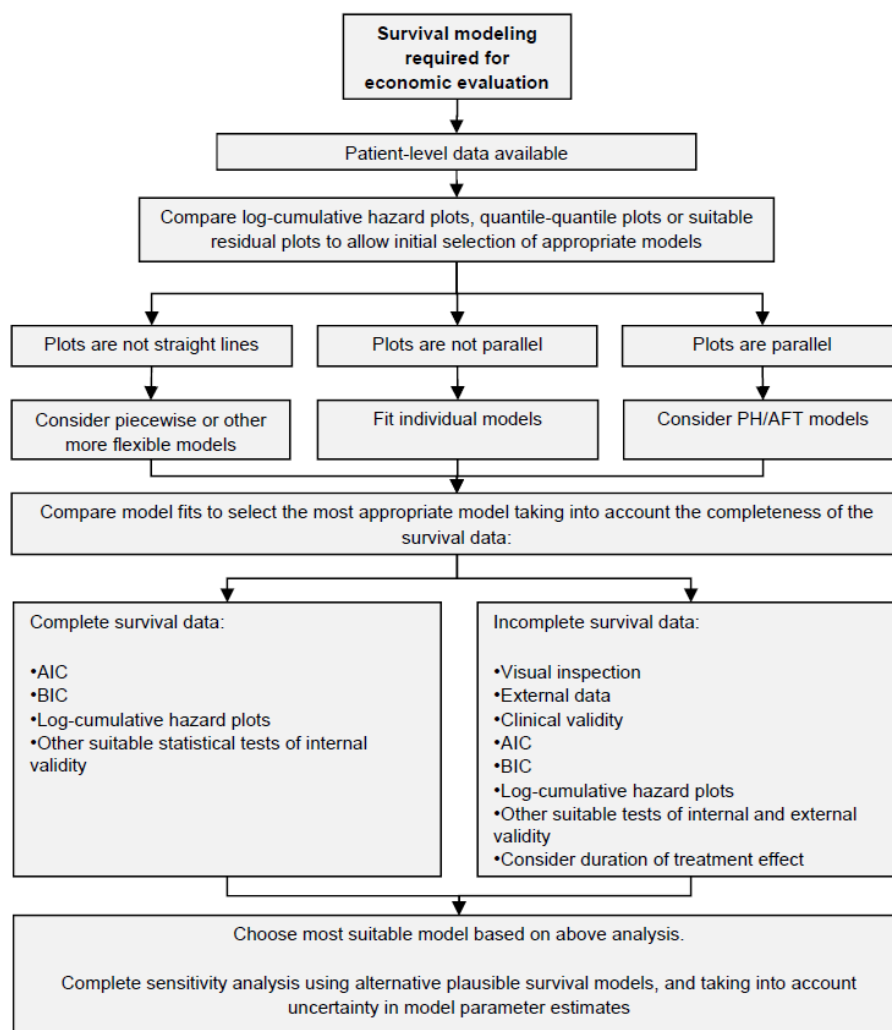 Survival modeling
required for
economic evaluation
Patient-level data available
Compare log-cumulative hazard plots, quantile-quantile plots or suitable
residual plots to allow initial selection of appropriate models
Plots are not straight lines
Plots are not parallel
Plots are parallel
Consider piecewise or other
more flexible models
Fit individual models
Consider PH/AFT models
Compare model fits to select the most appropriate model taking into account the completeness of the
survival data:
Complete survival data:
•AIC
•BIC
•Log-cumulative hazard plots
•Other suitable statistical tests of internal
validity
Incomplete survival data:
•Visual inspection
•External data
•Clinical validity
•AIC
•BIC
•Log-cumulative hazard plots
•Other suitable tests of internal and external
validity
•Consider duration of treatment effect
Choose most suitable model based on above analysis.
Complete sensitivity analysis using alternative plausible survival models, and taking into account
uncertainty in model parameter estimates